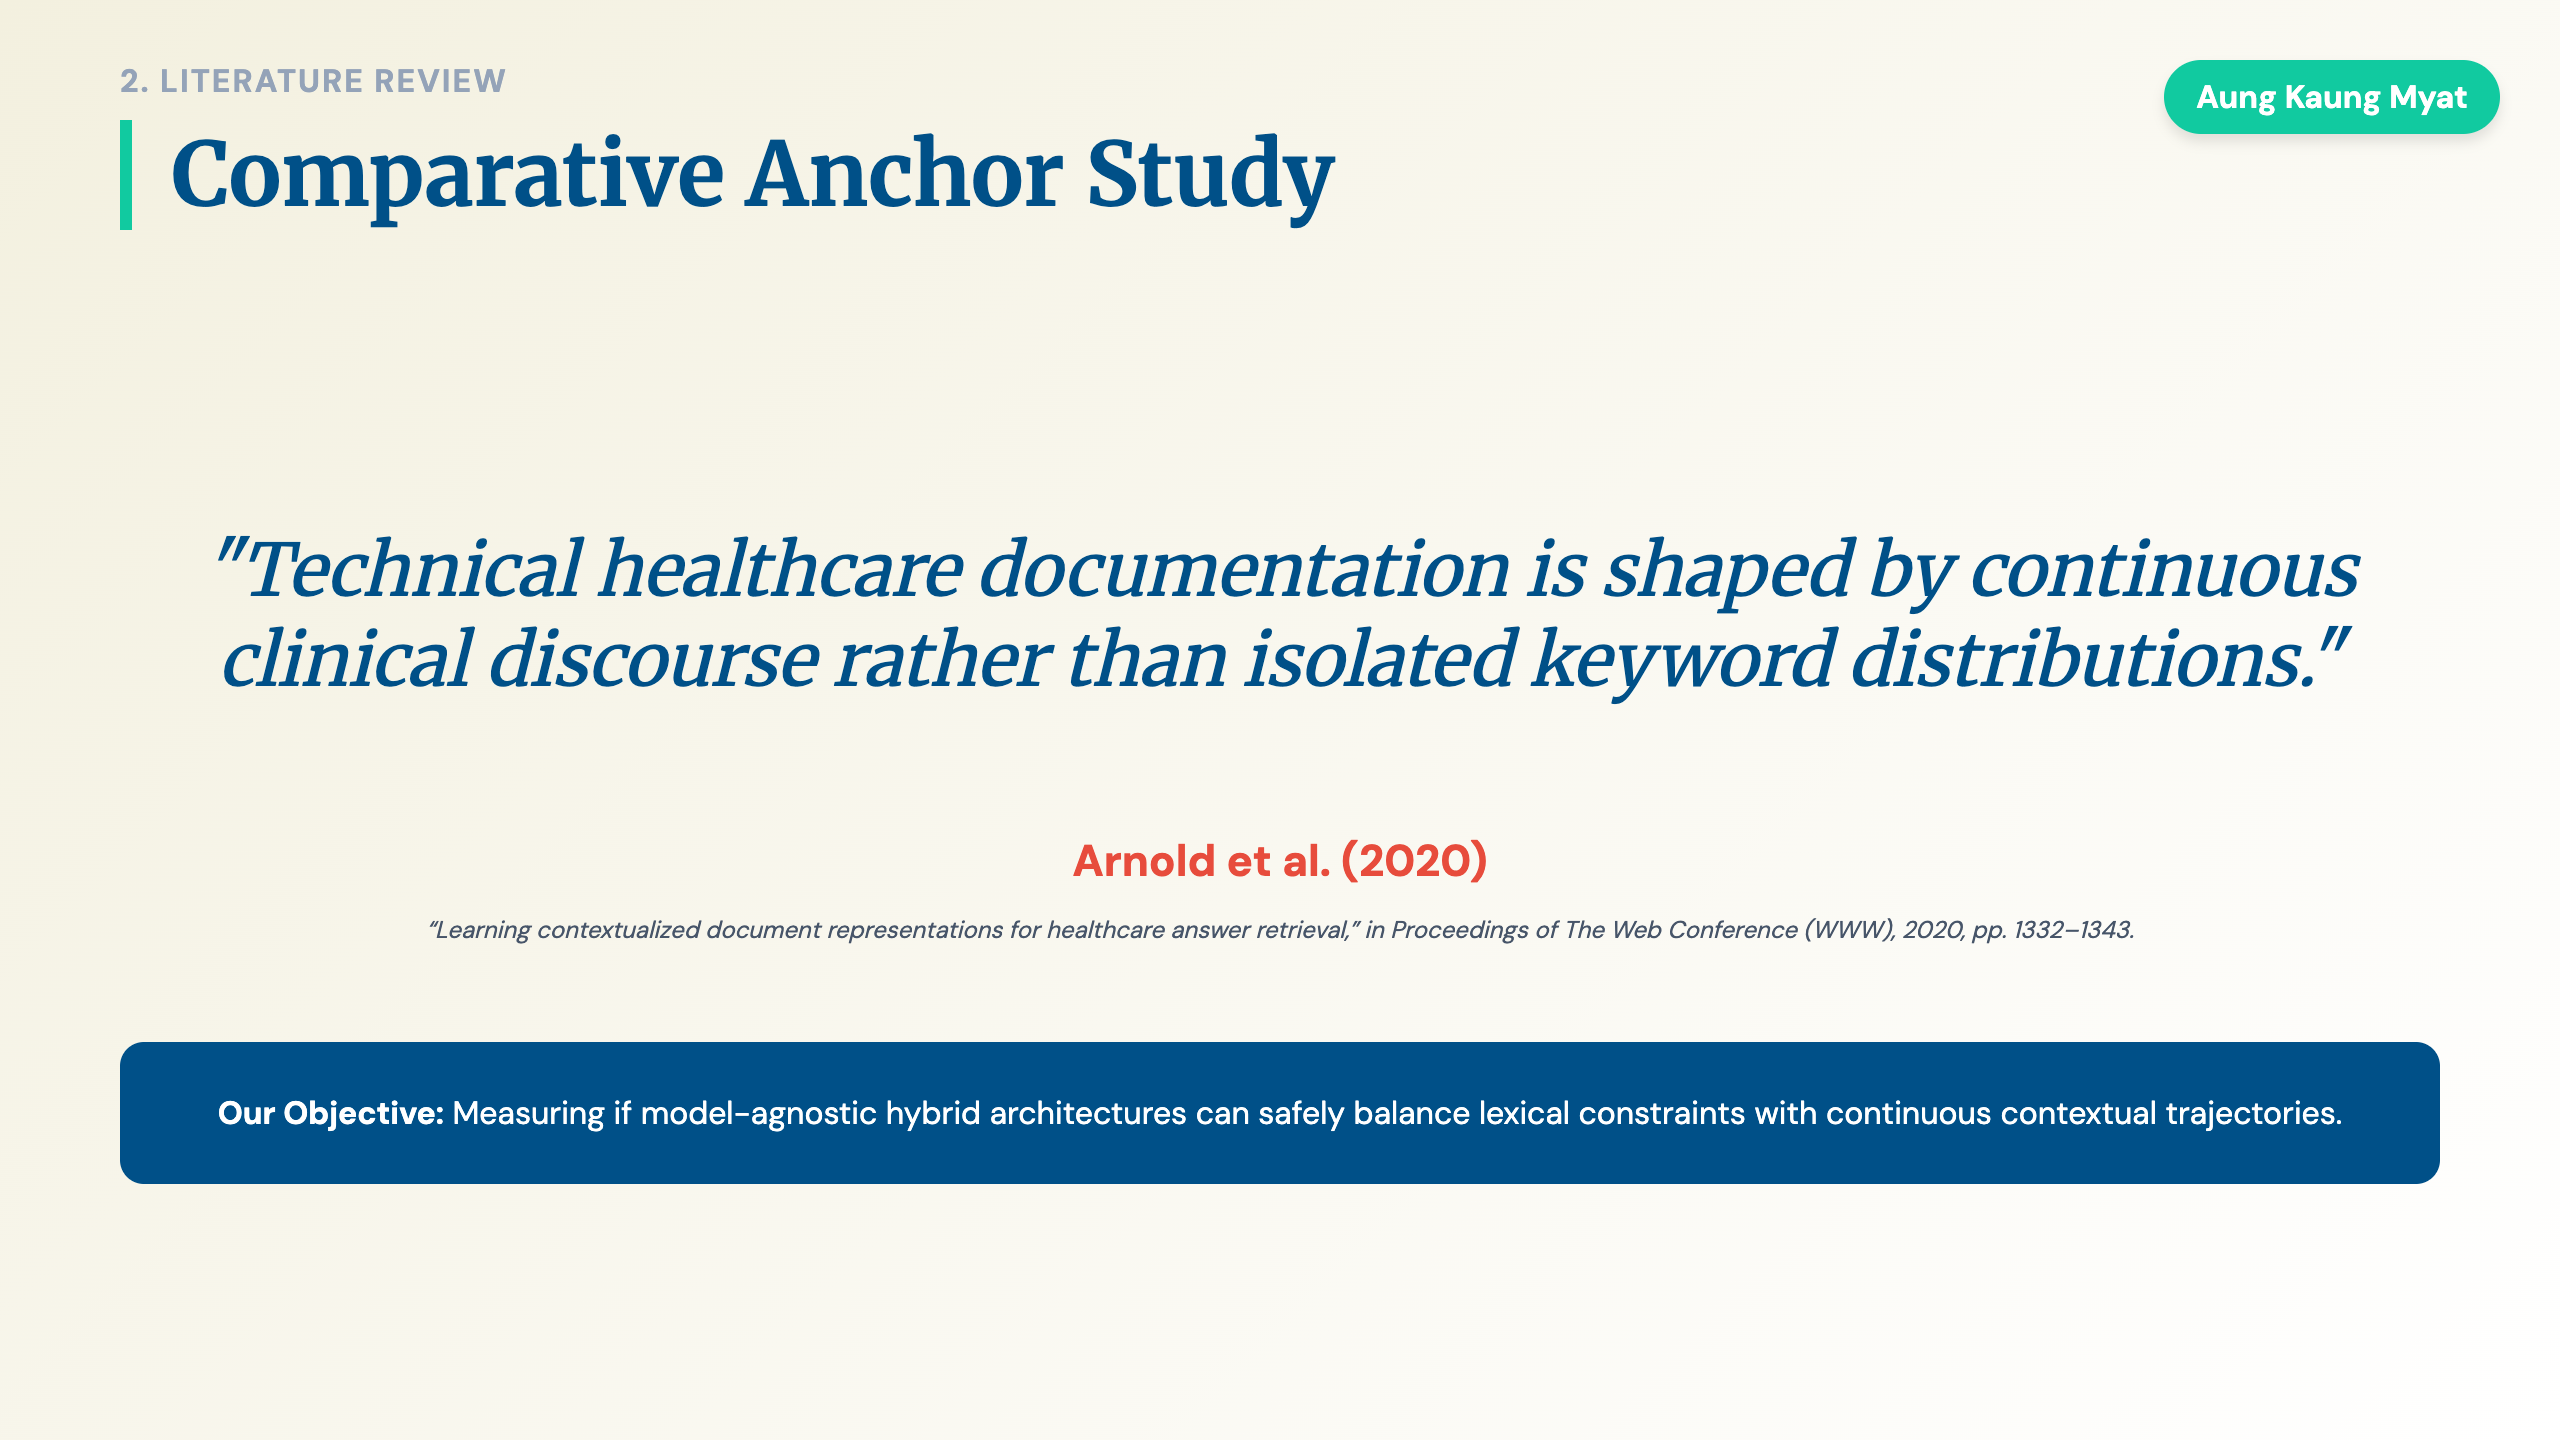 2. LITERATURE REVIEW
Aung Kaung Myat
Comparative Anchor Study
"Technical healthcare documentation is shaped by continuous
clinical discourse rather than isolated keyword distributions."
Arnold et al. (2020)
“Learning contextualized document representations for healthcare answer retrieval,” in Proceedings of The Web Conference (WWW), 2020, pp. 1332–1343.
Our Objective: Measuring if model-agnostic hybrid architectures can safely balance lexical constraints with continuous contextual trajectories.